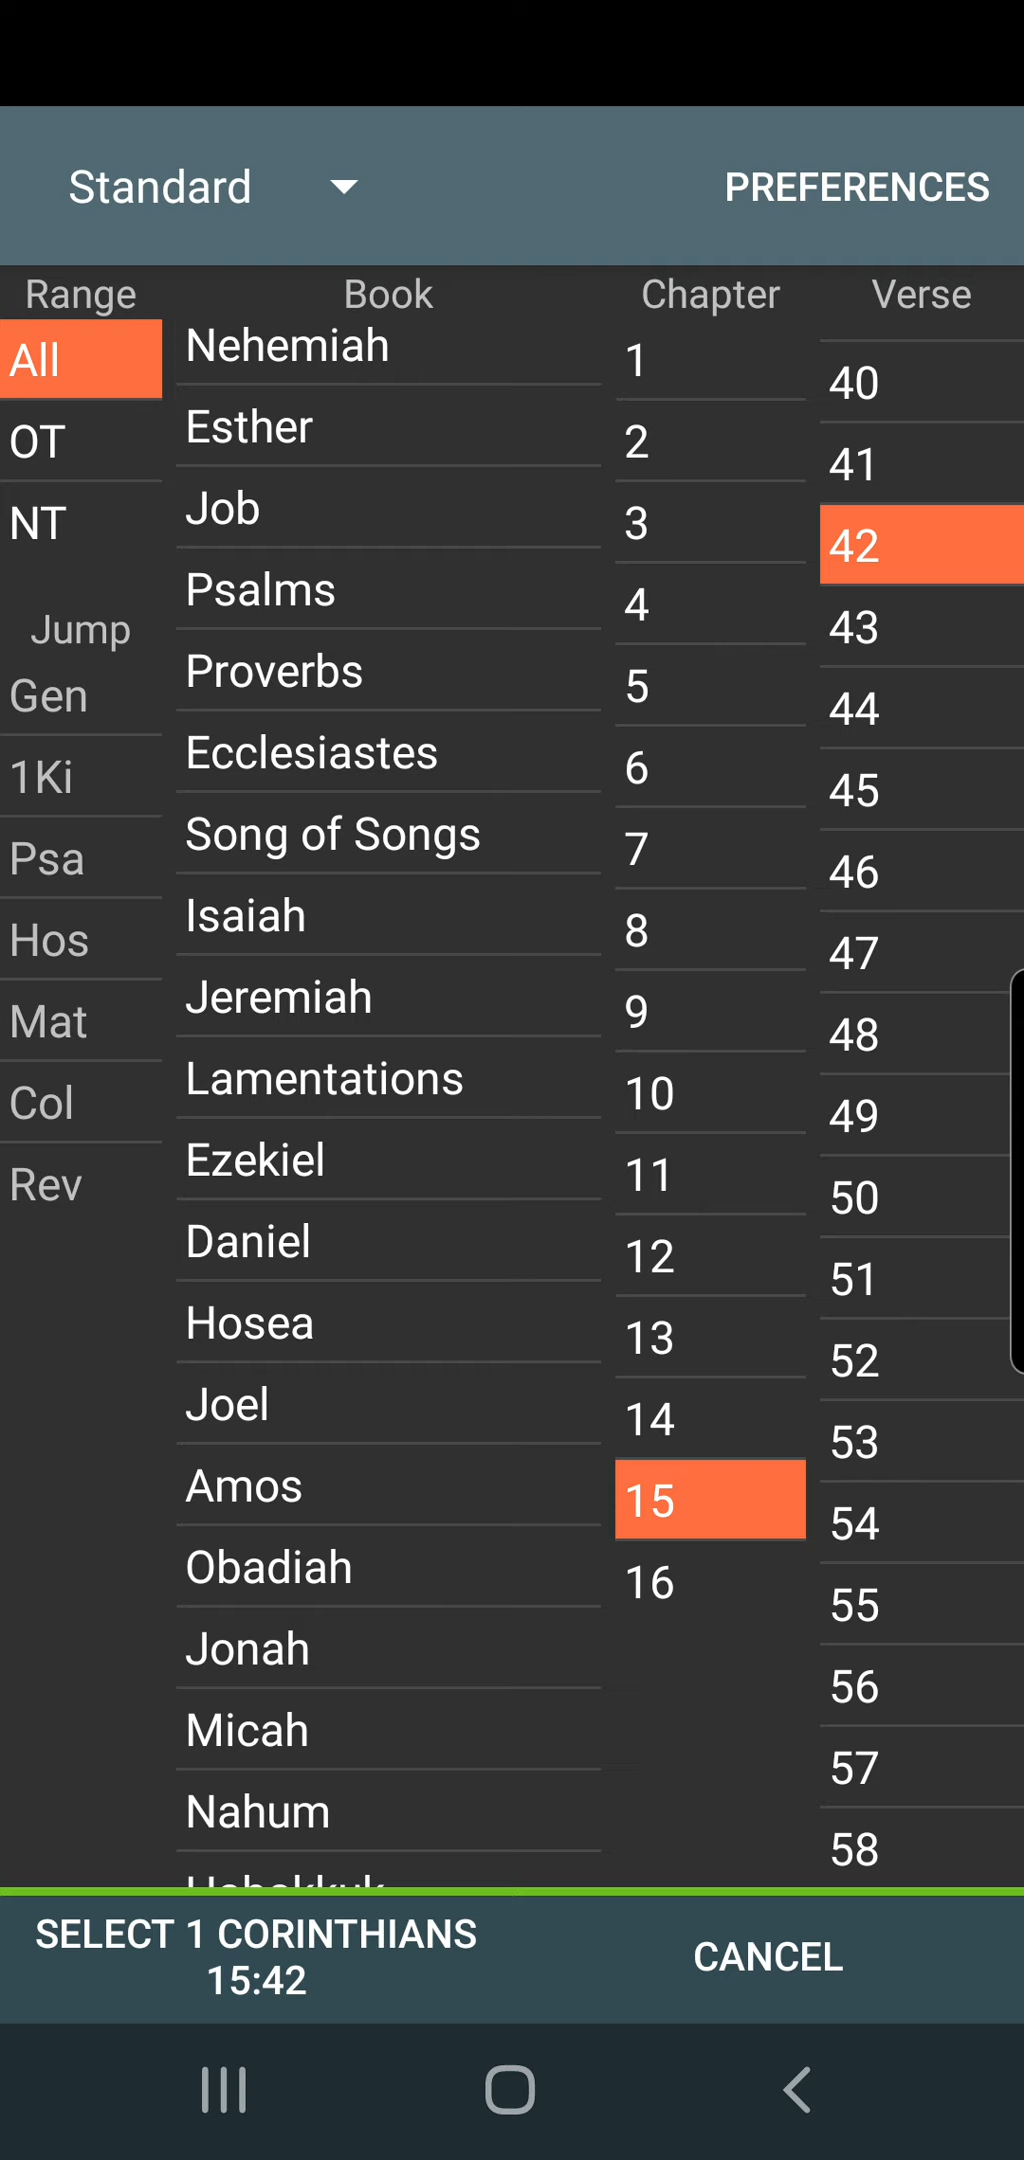 Standard
PREFERENCES
Range
Book
Chapter
Verse
All
OT
NT
Jump
Gen
1Ki
Psa
Hos
Mat
Col
Rev
Nehemiah
Esther
Job
Psalms
Proverbs
Ecclesiastes
Song of Songs
Isaiah
Jeremiah
Lamentations
Ezekiel
Daniel
Hosea
Joel
Amos
Obadiah
Jonah
Micah
Nahum
Habakkuk
1
2
3
4
5
6
7
8
9
10
11
12
13
14
15
16
40
41
42
43
44
45
46
47
48
49
50
51
52
53
54
55
56
57
58
SELECT 1 CORINTHIANS
15:42
CANCEL